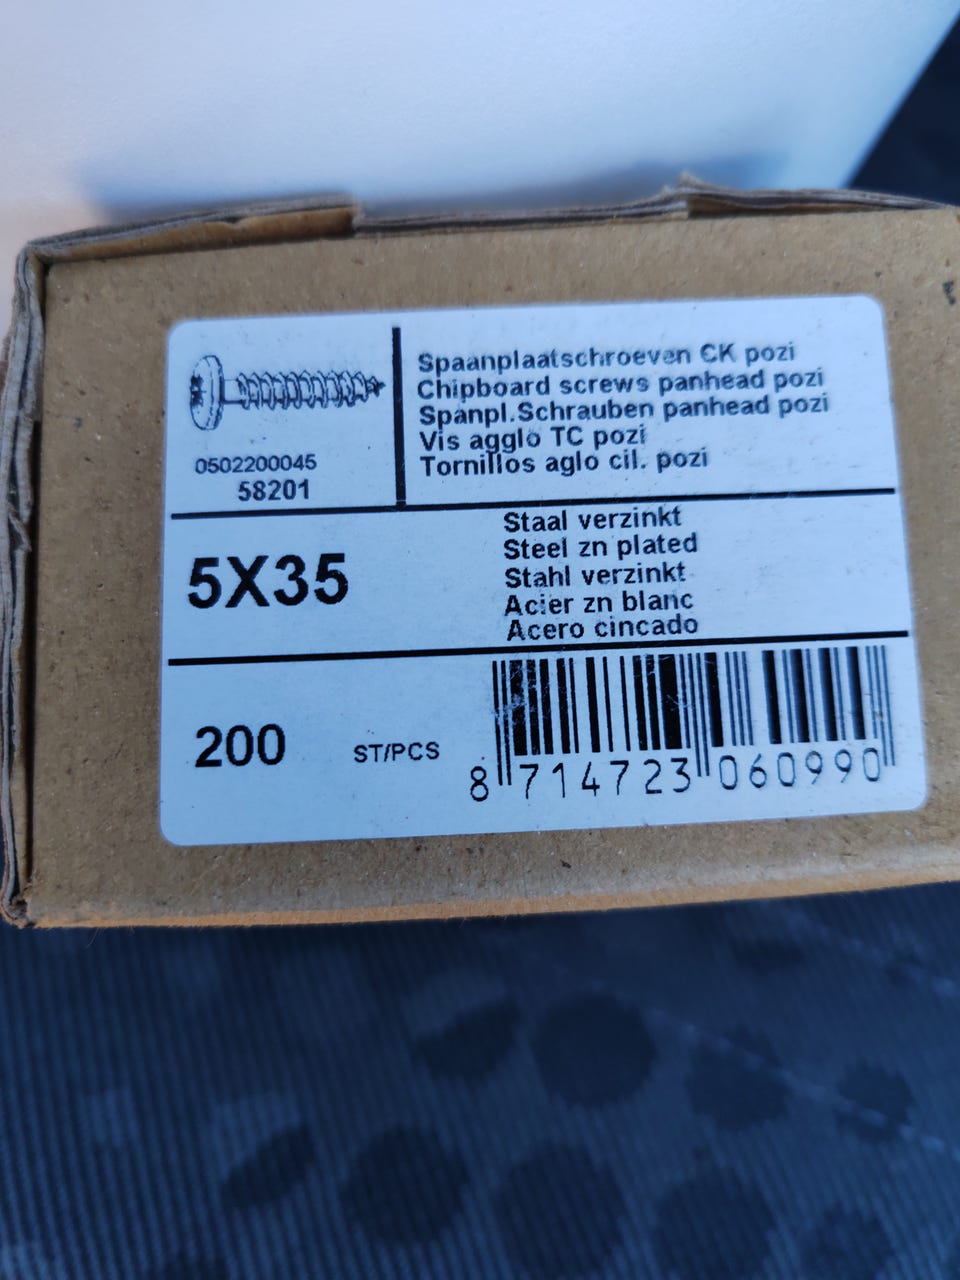 Spaanplaatschroeven CK pozi
Chipboard screws panhead pozi
Spanpl.Schrauben panhead pozi
Vis agglo TC pozi
Tornillos aglo cil. pozi
0502200045
58201
5X35
Staal verzinkt
Steel zn plated
Stahl verzinkt
Acier zn blanc
Acero cincado
200 ST/PCS
8 714723 060990